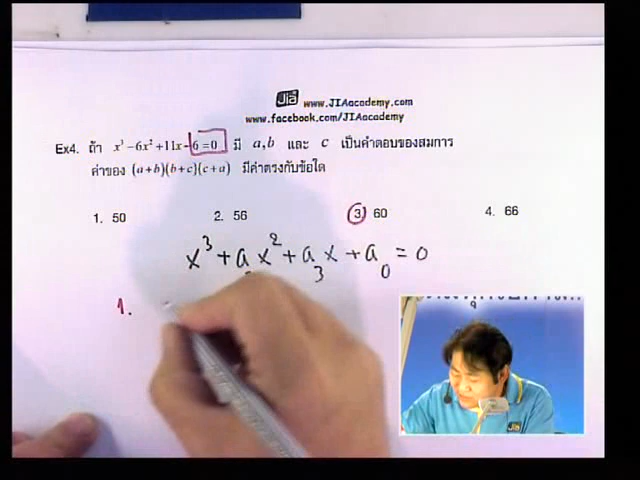 Jia www.JIAacademy.com
www.facebook.com/JIAacademy
Ex4. ถ้า x³ − 6x² + 11x − 6 = 0 มี a,b และ c เป็นคำตอบของสมการ
ค่าของ (a+b)(b+c)(c+a) มีค่าตรงกับข้อใด
1. 50 2. 56 3. 60 4. 66
x³ + a x² + a₃ x + a₀ = 0
1.
Jia